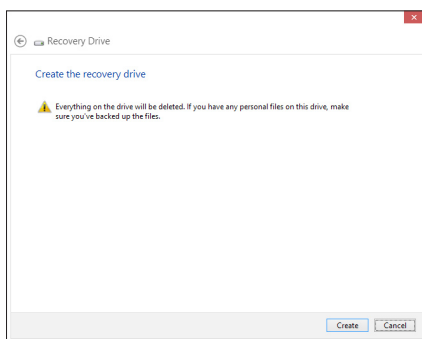 Recovery Drive
Create the recovery drive
Everything on the drive will be deleted. If you have any personal files on this drive, make
sure you've backed up the files.
Create Cancel